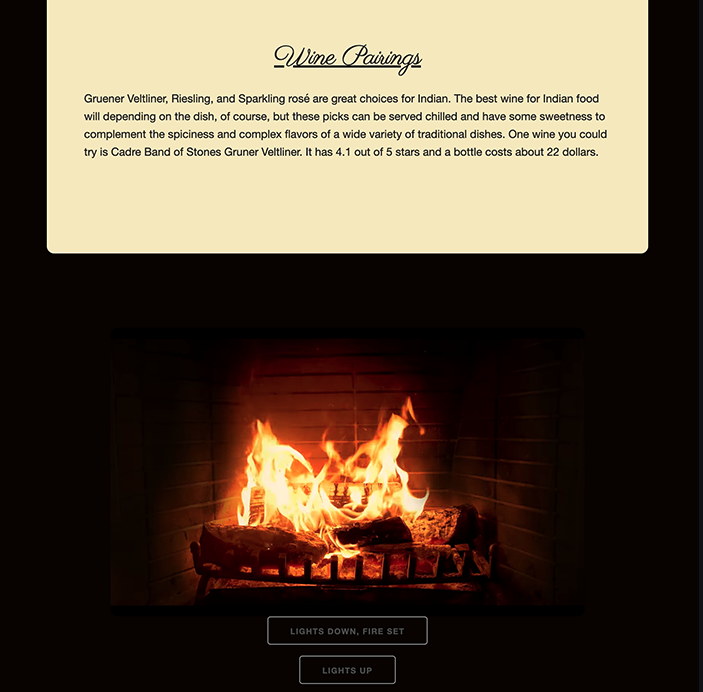 Wine Pairings
Gruener Veltliner, Riesling, and Sparkling rosé are great choices for Indian. The best wine for Indian food
will depending on the dish, of course, but these picks can be served chilled and have some sweetness to
complement the spiciness and complex flavors of a wide variety of traditional dishes. One wine you could
try is Cadre Band of Stones Gruner Veltliner. It has 4.1 out of 5 stars and a bottle costs about 22 dollars.
LIGHTS DOWN, FIRE SET
LIGHTS UP